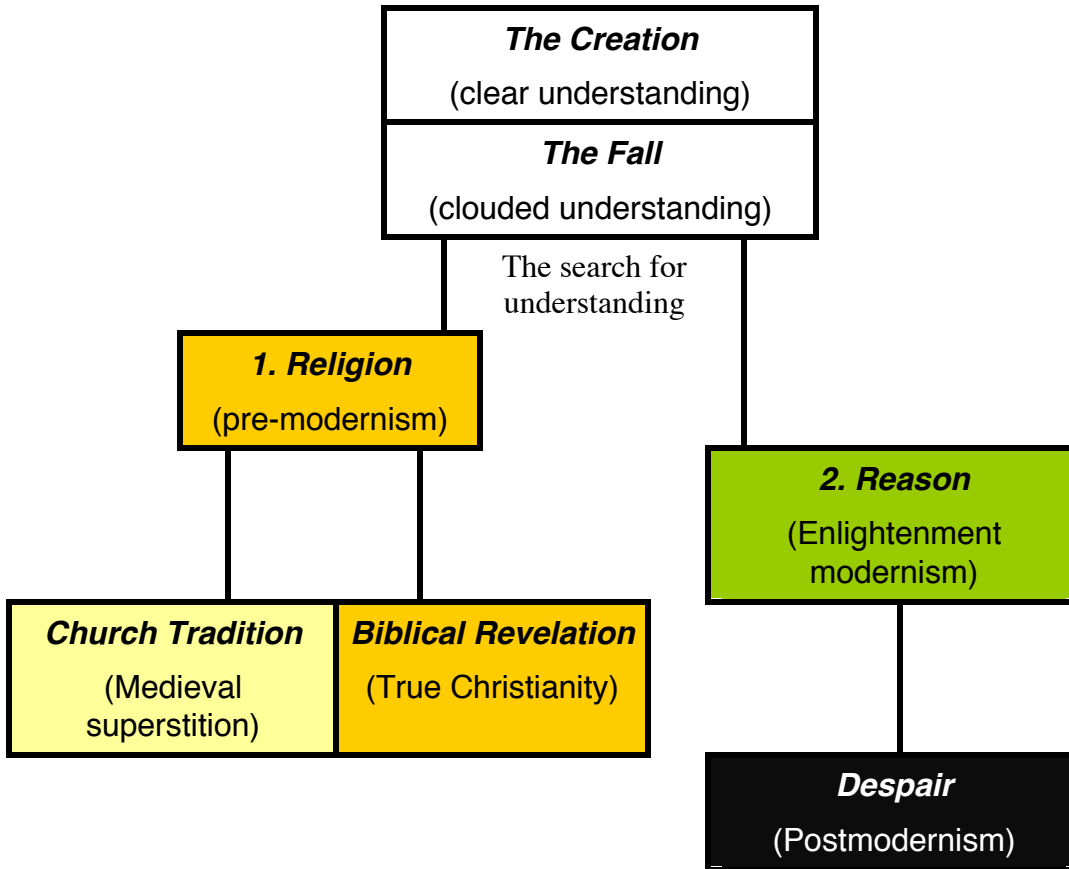 The Creation
(clear understanding)
The Fall
(clouded understanding)
The search for
understanding
1. Religion
(pre-modernism)
2. Reason
(Enlightenment
modernism)
Church Tradition
(Medieval
superstition)
Biblical Revelation
(True Christianity)
Despair
(Postmodernism)